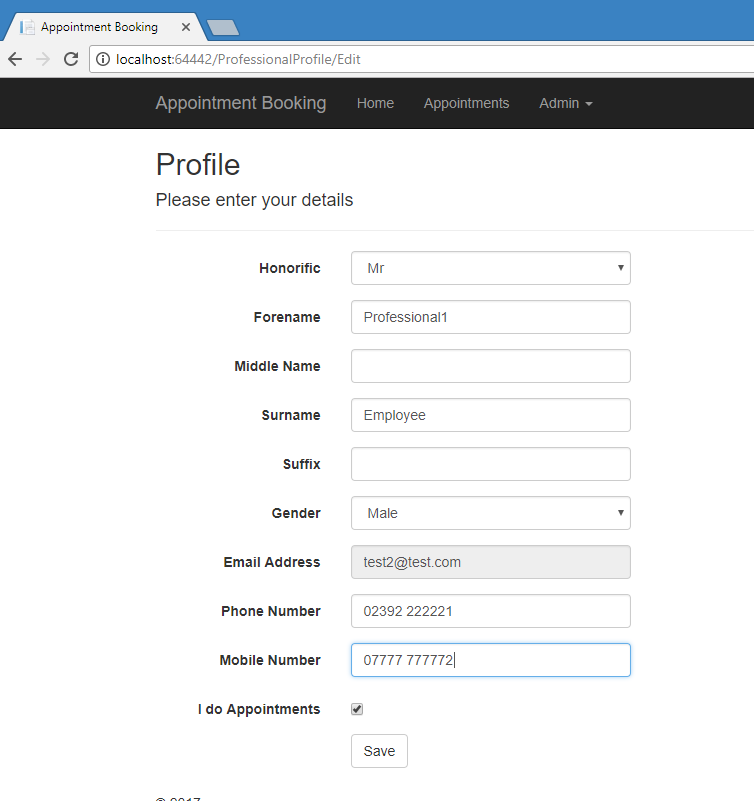 Appointment Booking
localhost:64442/ProfessionalProfile/Edit
Appointment Booking Home Appointments Admin
Profile
Please enter your details
Honorific Mr
Forename Professional1
Middle Name
Surname Employee
Suffix
Gender Male
Email Address test2@test.com
Phone Number 02392 222221
Mobile Number 07777 777772
I do Appointments
Save
© 2017